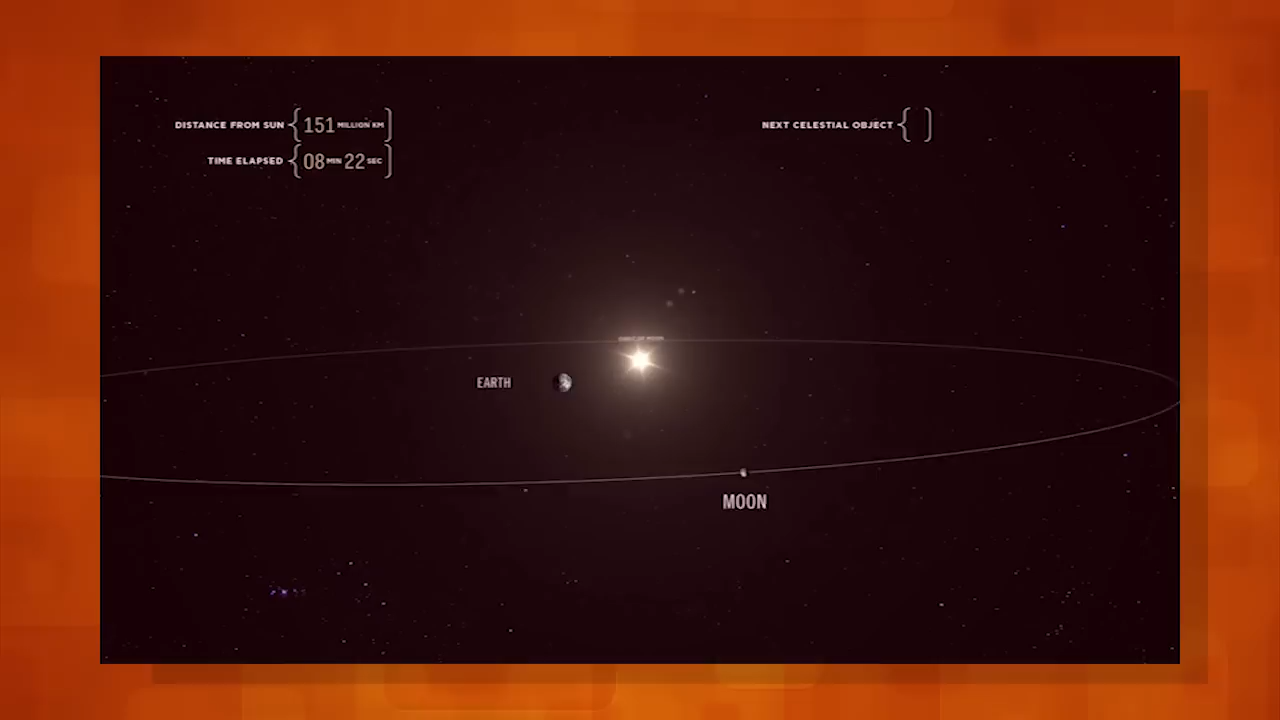 DISTANCE FROM SUN 151 MILLION KM
TIME ELAPSED 08 MIN 22 SEC
NEXT CELESTIAL OBJECT
EARTH
MOON